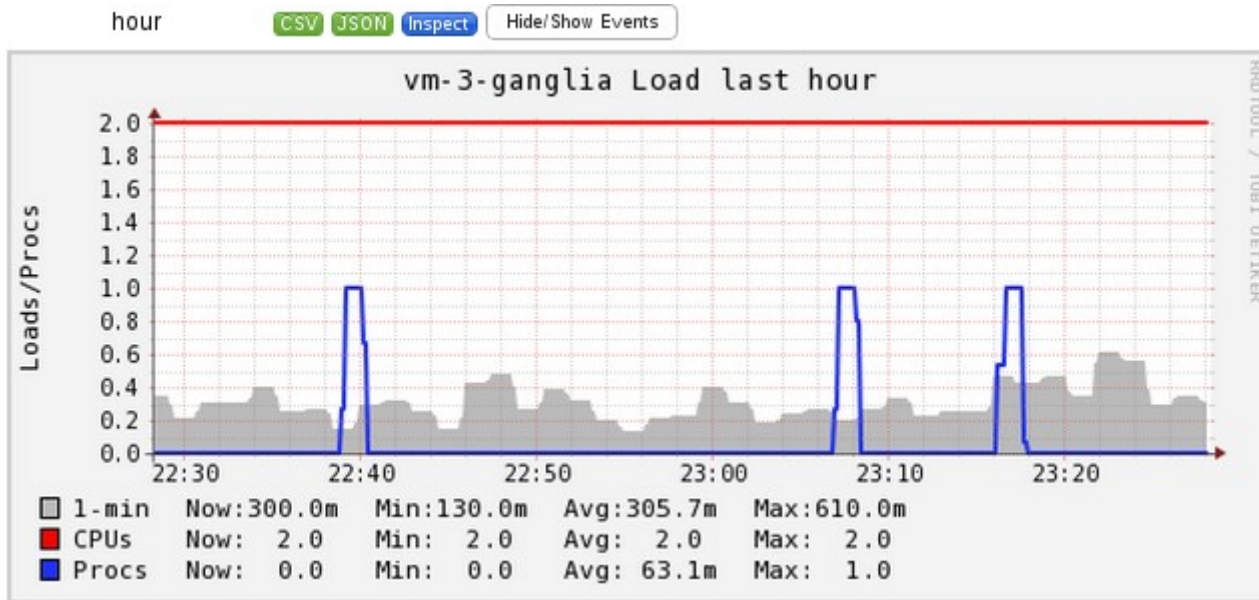 hour CSV JSON Inspect Hide/Show Events
vm-3-ganglia Load last hour
Loads/Procs
2.0
1.8
1.6
1.4
1.2
1.0
0.8
0.6
0.4
0.2
0.0
22:30 22:40 22:50 23:00 23:10 23:20
1-min Now:300.0m Min:130.0m Avg:305.7m Max:610.0m
CPUs Now: 2.0 Min: 2.0 Avg: 2.0 Max: 2.0
Procs Now: 0.0 Min: 0.0 Avg: 63.1m Max: 1.0
RRDTOOL / TOBI OETIKER